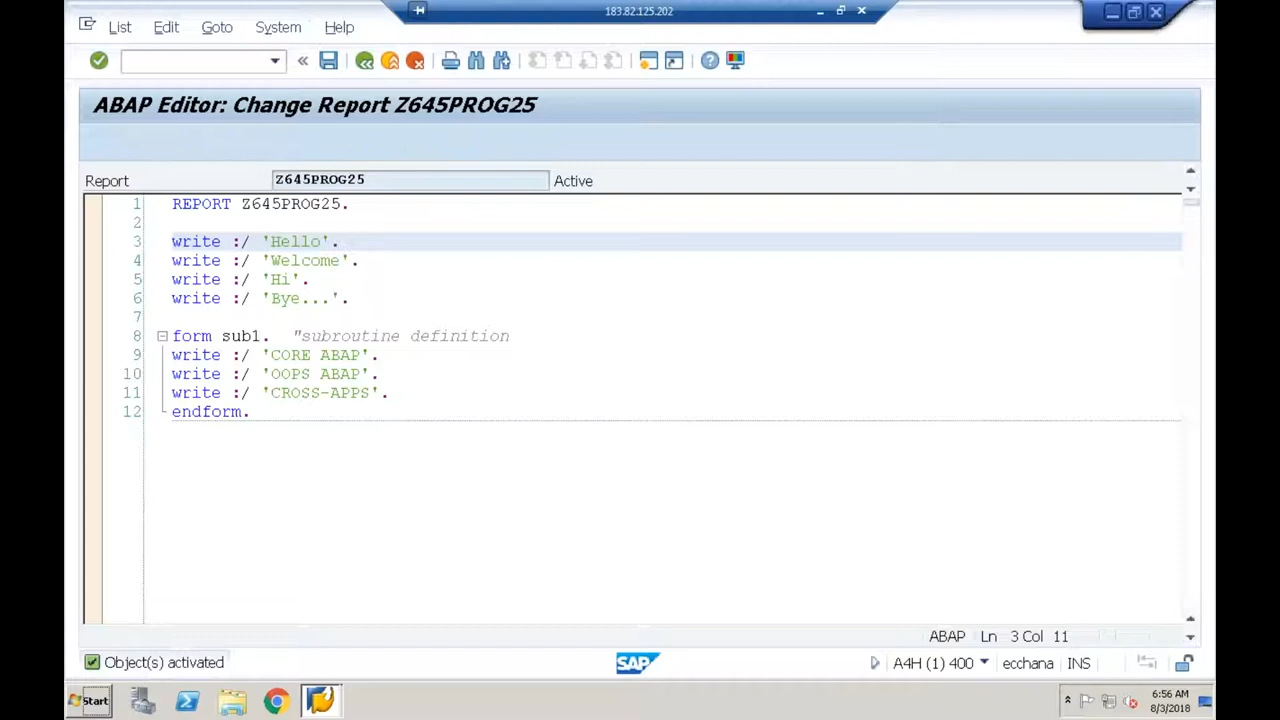 183.82.125.202
List Edit Goto System Help
ABAP Editor: Change Report Z645PROG25
Report Z645PROG25 Active
1 REPORT Z645PROG25.
2
3 write :/ 'Hello'.
4 write :/ 'Welcome'.
5 write :/ 'Hi'.
6 write :/ 'Bye...'.
7
8 form sub1. "subroutine definition
9 write :/ 'CORE ABAP'.
10 write :/ 'OOPS ABAP'.
11 write :/ 'CROSS-APPS'.
12 endform.
ABAP Ln 3 Col 11
Object(s) activated SAP A4H (1) 400 ecchana INS
Start 6:56 AM
8/3/2018